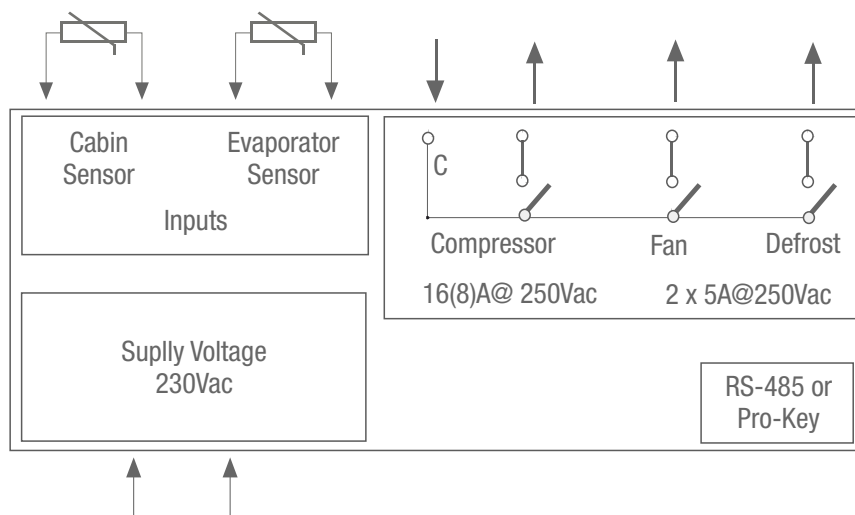 Cabin
Sensor
Evaporator
Sensor
Inputs
C
Compressor
Fan
Defrost
16(8)A@ 250Vac
2 x 5A@250Vac
Suplly Voltage
230Vac
RS-485 or
Pro-Key